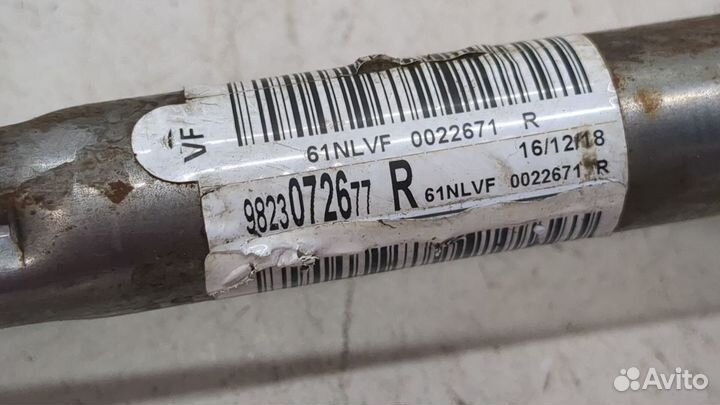 VF
61NLVF 0022671 R
16/12/18
9823072677 R 61NLVF 0022671 R
Avito